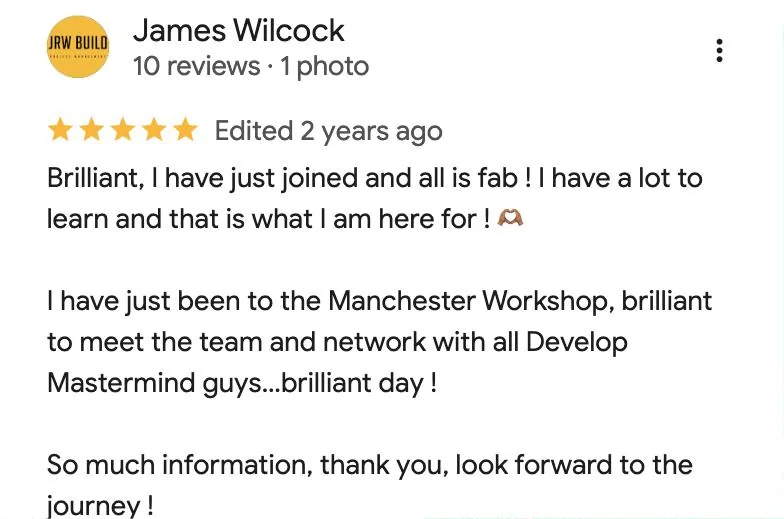 JRW BUILD
James Wilcock
10 reviews · 1 photo
Edited 2 years ago
Brilliant, I have just joined and all is fab ! I have a lot to
learn and that is what I am here for ! 🫶🏽
I have just been to the Manchester Workshop, brilliant
to meet the team and network with all Develop
Mastermind guys...brilliant day !
So much information, thank you, look forward to the
journey !